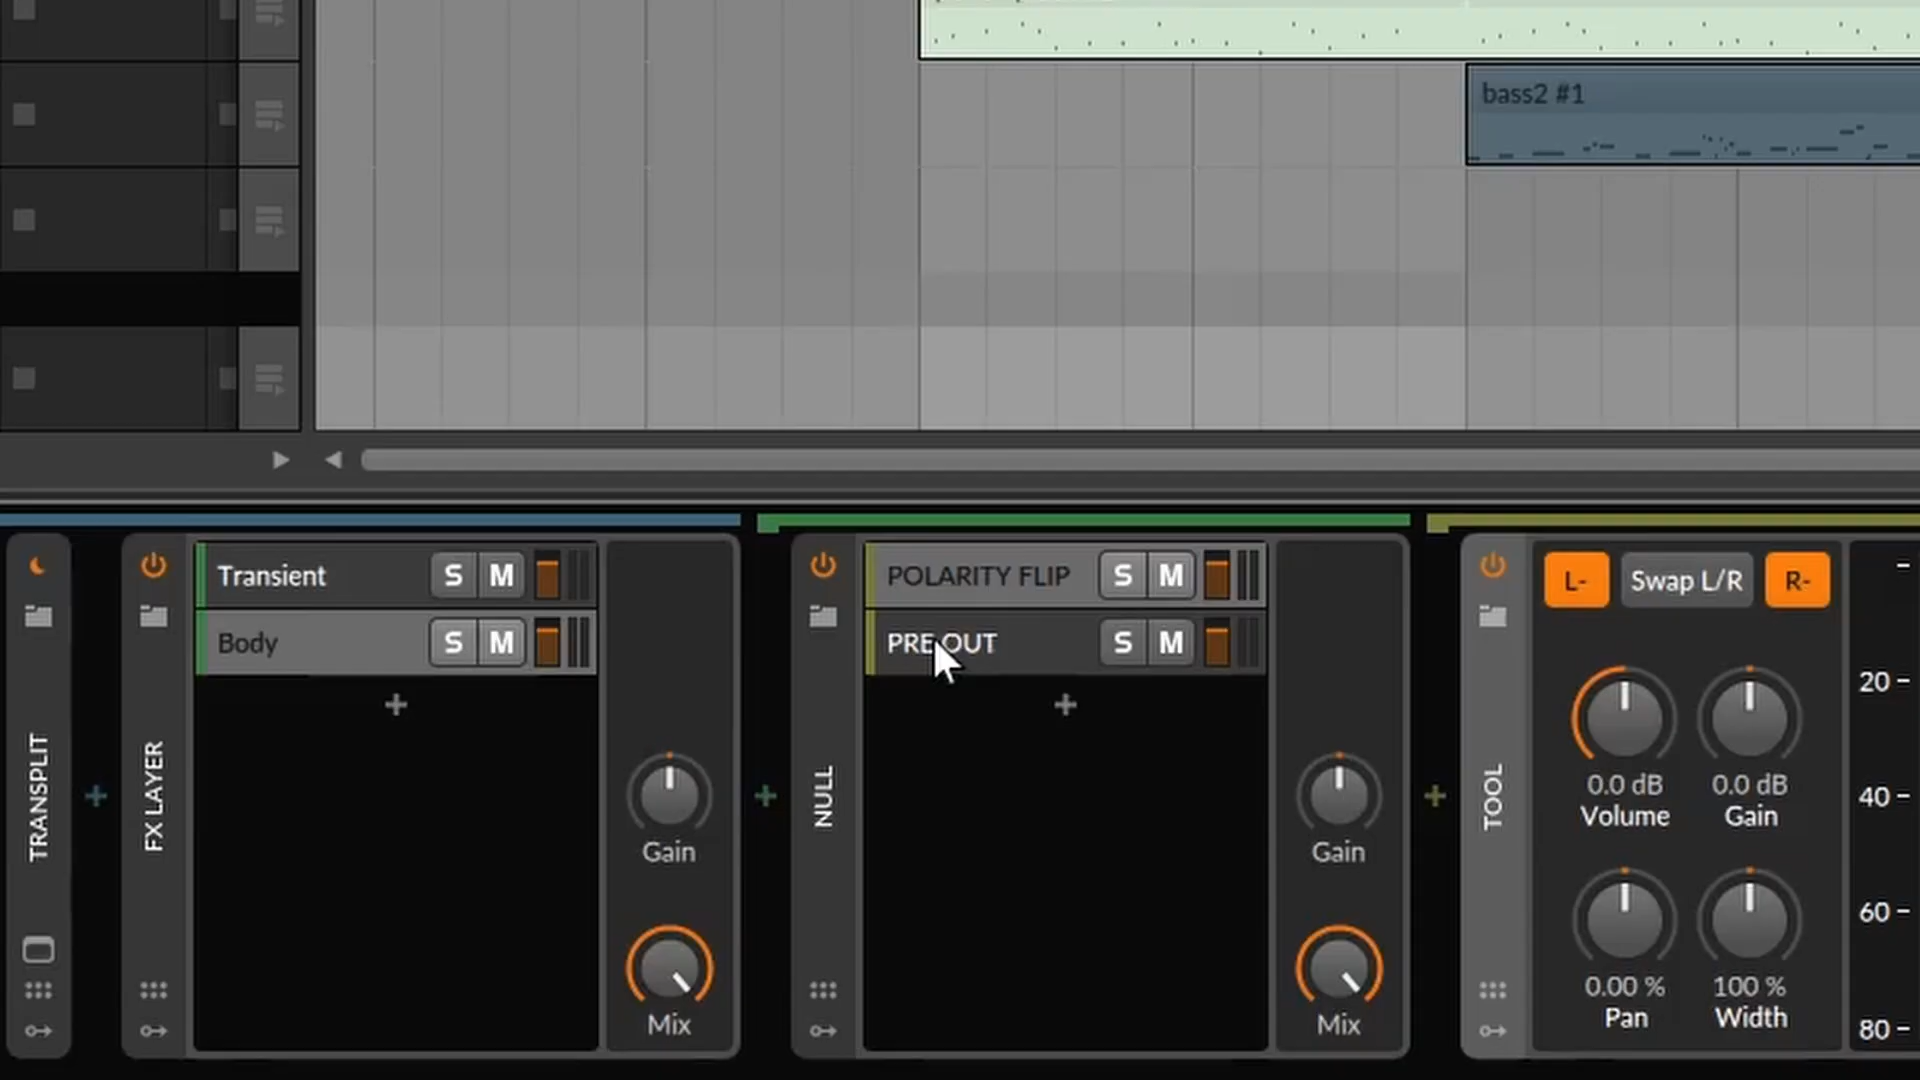 bass2 #1
TRANSPLIT
FX LAYER
Transient S M
Body S M
+
Gain
Mix
NULL
POLARITY FLIP S M
PRE OUT S M
+
Gain
Mix
TOOL
L- Swap L/R R-
0.0 dB 0.0 dB
Volume Gain
0.00 % 100 %
Pan Width
20
40
60
80